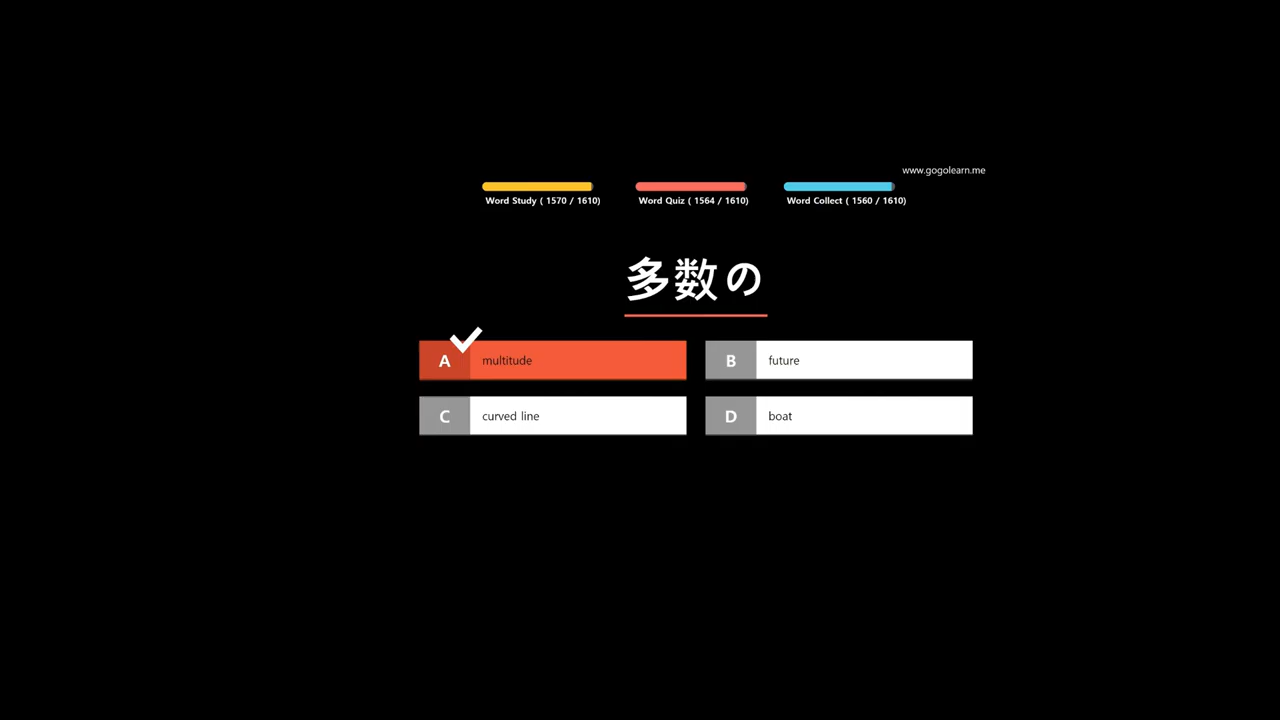 www.gogolearn.me
Word Study ( 1570 / 1610)
Word Quiz ( 1564 / 1610)
Word Collect ( 1560 / 1610)
多数の
A multitude
B future
C curved line
D boat